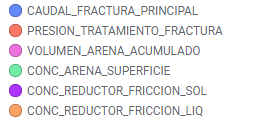 CAUDAL_FRACTURA_PRINCIPAL
PRESION_TRATAMIENTO_FRACTURA
VOLUMEN_ARENA_ACUMULADO
CONC_ARENA_SUPERFICIE
CONC_REDUCTOR_FRICCION_SOL
CONC_REDUCTOR_FRICCION_LIQ